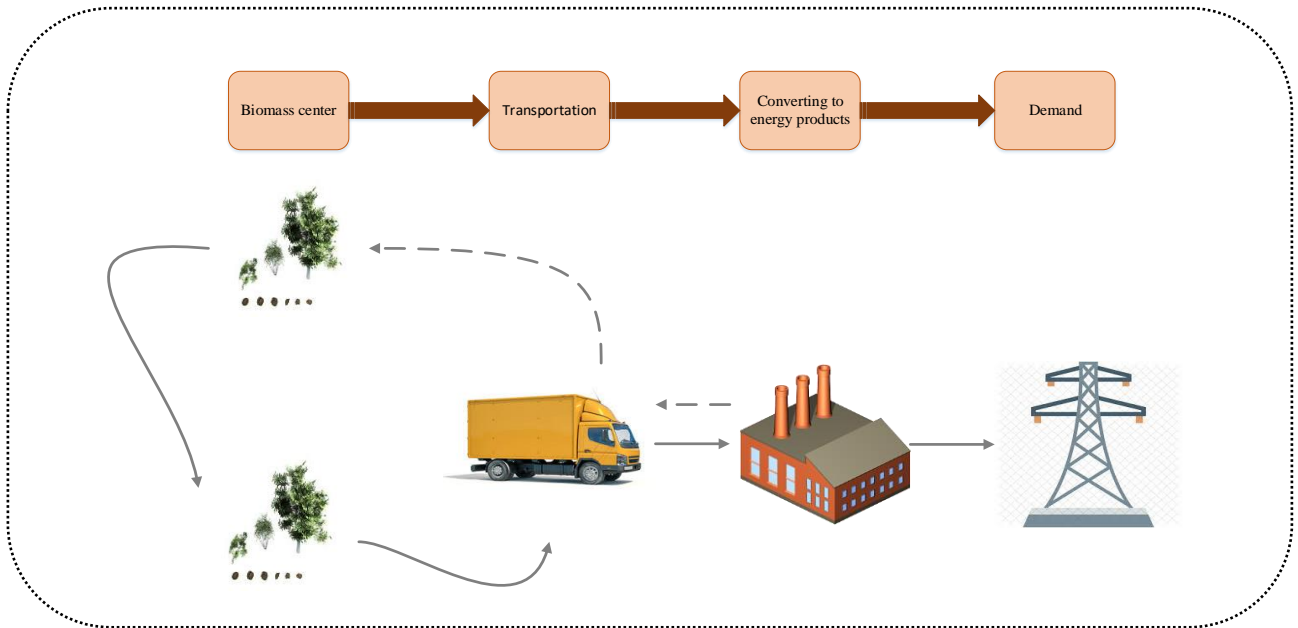 Biomass center
Transportation
Converting to
energy products
Demand